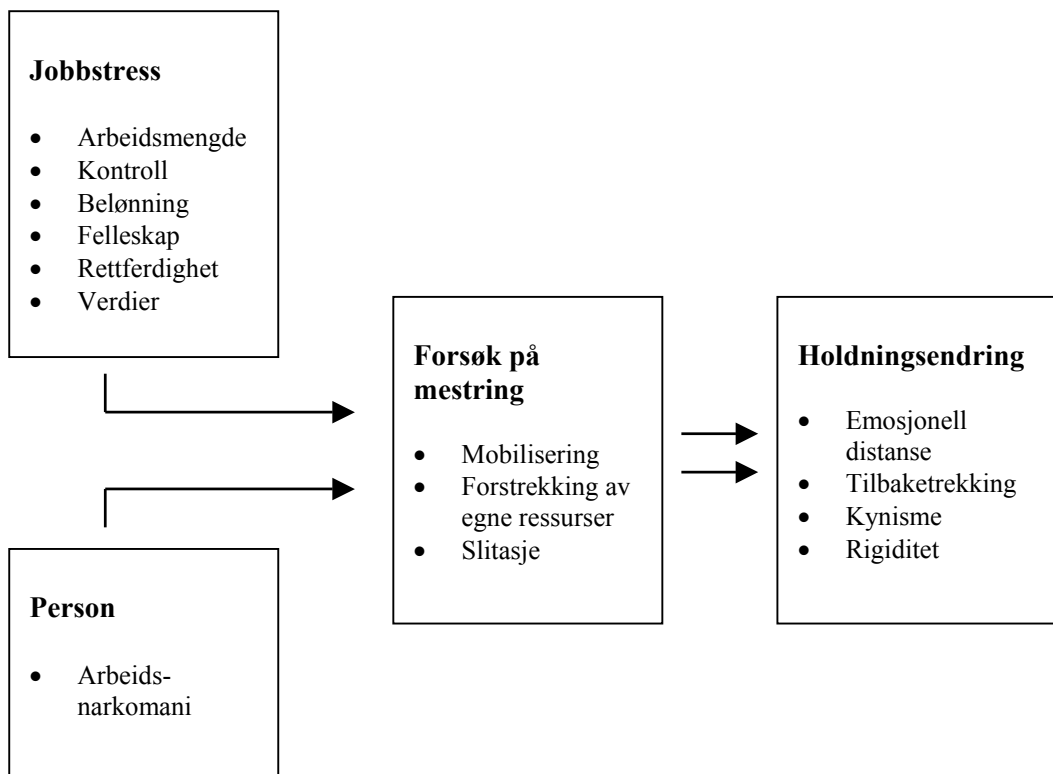 Jobbstress
• Arbeidsmengde
• Kontroll
• Belønning
• Felleskap
• Rettferdighet
• Verdier
Person
• Arbeids-
narkomani
Forsøk på
mestring
• Mobilisering
• Forstrekking av
egne ressurser
• Slitasje
Holdningsendring
• Emosjonell
distanse
• Tilbaketrekking
• Kynisme
• Rigiditet